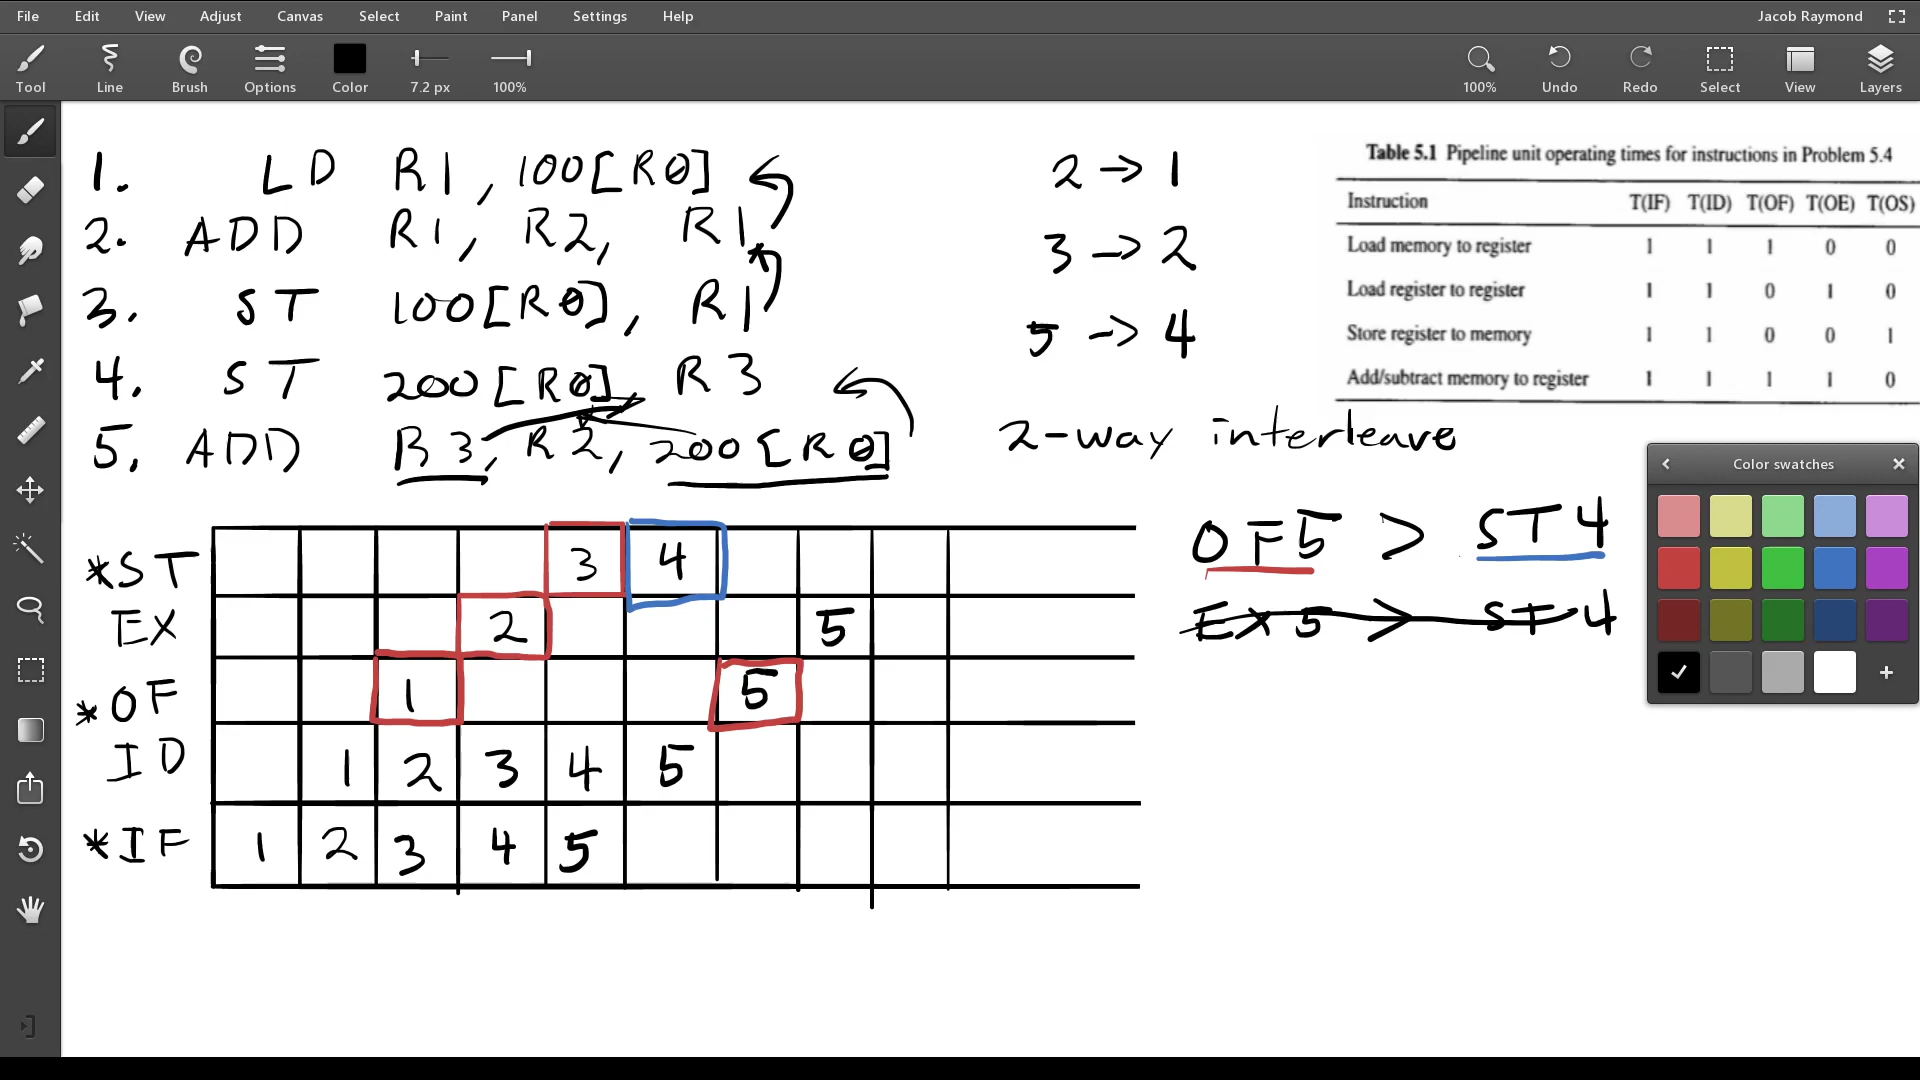 File Edit View Adjust Canvas Select Paint Panel Settings Help Jacob Raymond
Tool Line Brush Options Color 7.2 px 100% 100% Undo Redo Select View Layers
1. LD R1, 100[R0]
2. ADD R1, R2, R1
3. ST 100[R0], R1
4. ST 200[R0], R3
5. ADD R3, R2, 200[R0]
2 -> 1
3 -> 2
5 -> 4
2-way interleave
Table 5.1 Pipeline unit operating times for instructions in Problem 5.4
Instruction T(IF) T(ID) T(OF) T(OE) T(OS)
Load memory to register 1 1 1 0 0
Load register to register 1 1 0 1 0
Store register to memory 1 1 0 0 1
Add/subtract memory to register 1 1 1 1 0
Color swatches
OF5 > ST4
EX5 > ST4
*ST 3 4
EX 2 5
*OF 1 5
ID 1 2 3 4 5
*IF 1 2 3 4 5